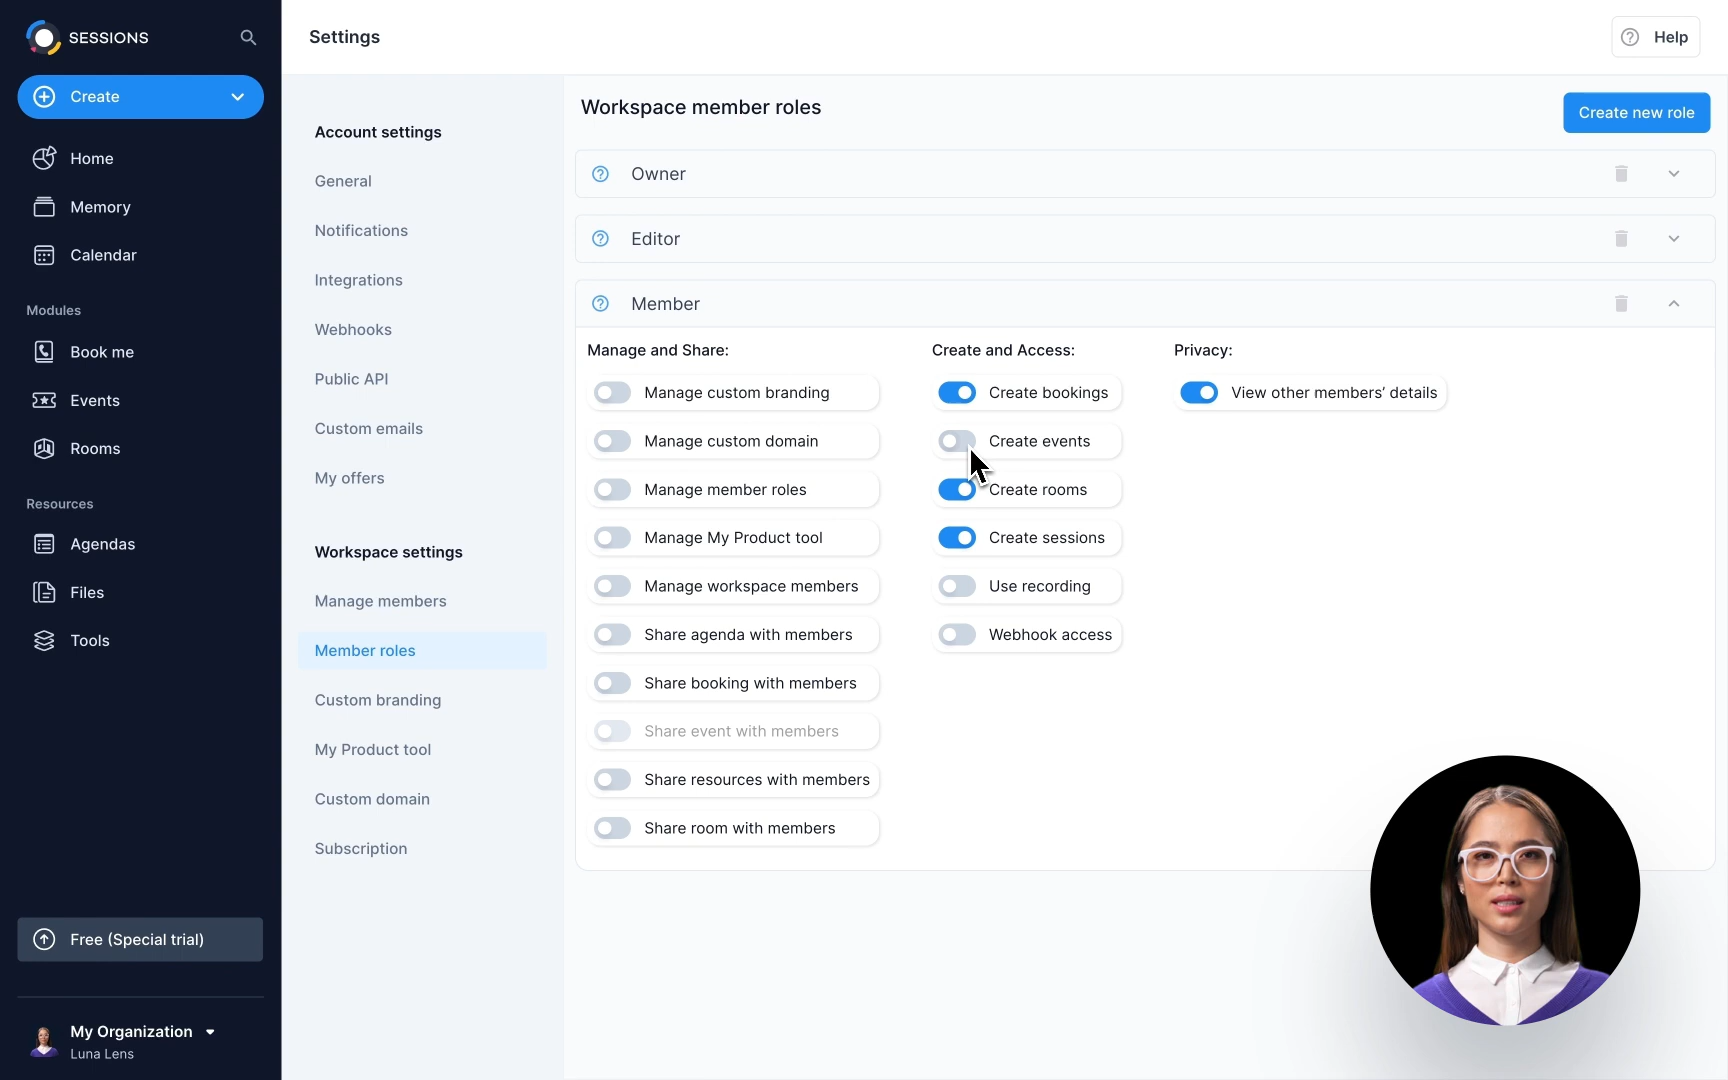 SESSIONS
Create
Home
Memory
Calendar
Modules
Book me
Events
Rooms
Resources
Agendas
Files
Tools
Free (Special trial)
My Organization
Luna Lens
Settings
Help
Account settings
General
Notifications
Integrations
Webhooks
Public API
Custom emails
My offers
Workspace settings
Manage members
Member roles
Custom branding
My Product tool
Custom domain
Subscription
Workspace member roles
Create new role
Owner
Editor
Member
Manage and Share:
Manage custom branding
Manage custom domain
Manage member roles
Manage My Product tool
Manage workspace members
Share agenda with members
Share booking with members
Share event with members
Share resources with members
Share room with members
Create and Access:
Create bookings
Create events
Create rooms
Create sessions
Use recording
Webhook access
Privacy:
View other members’ details